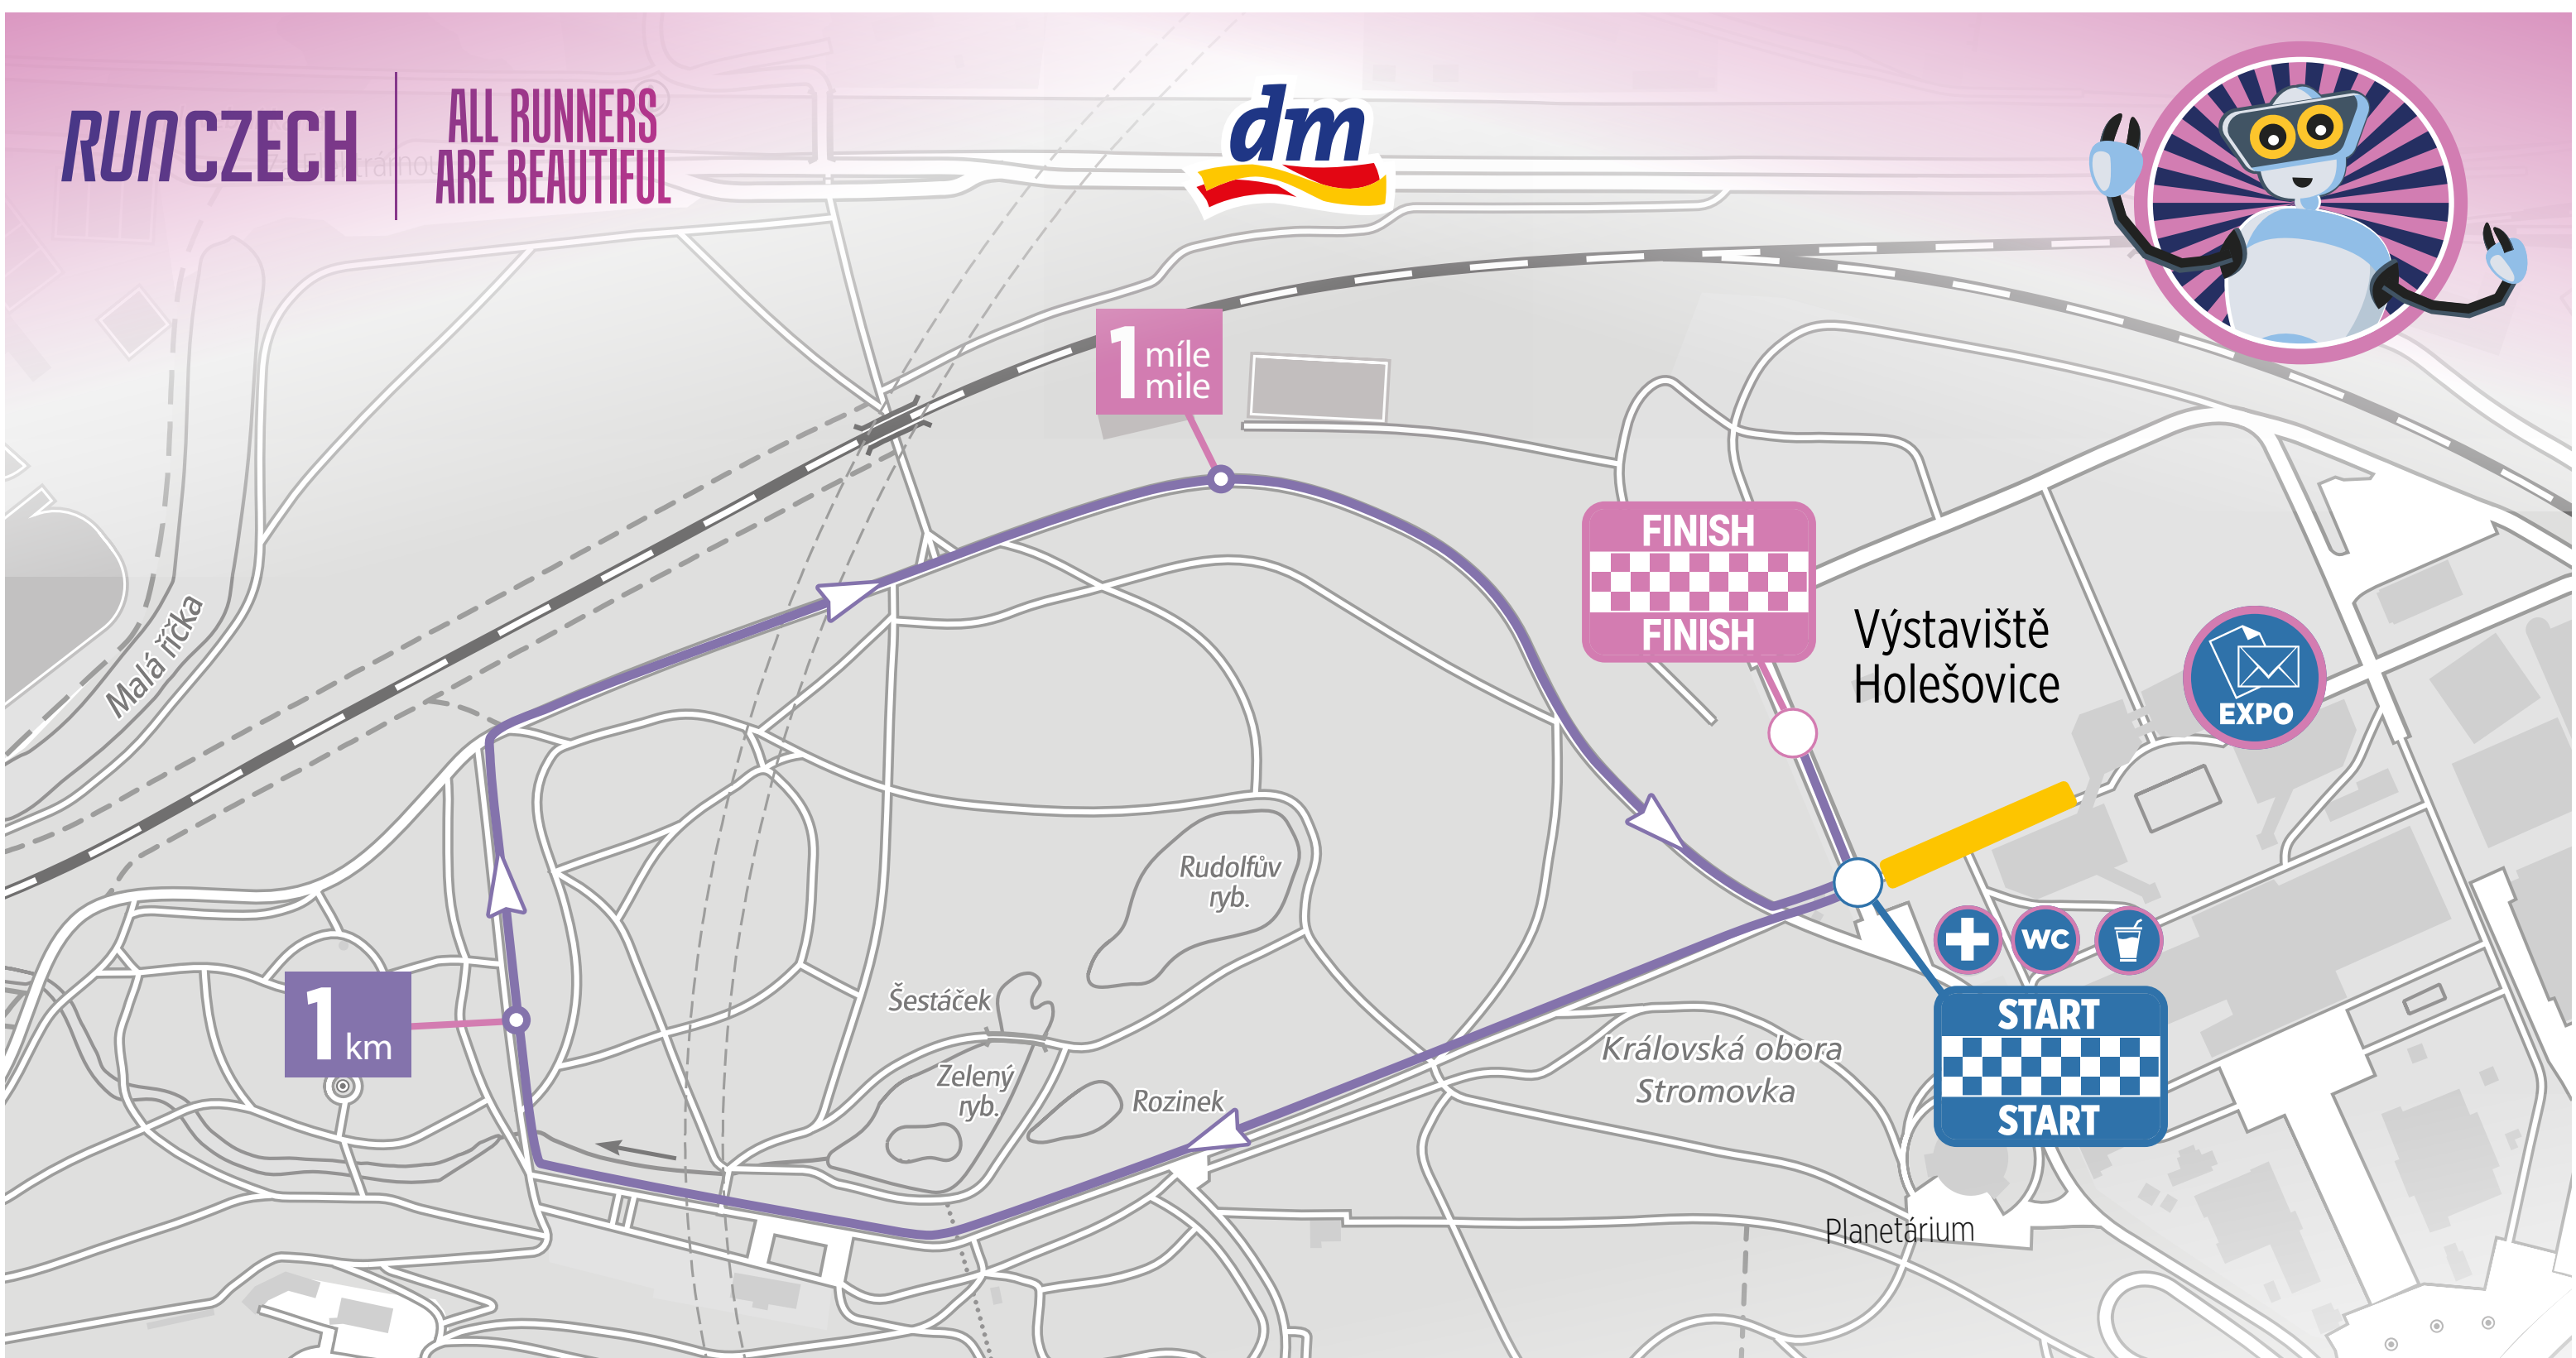 RUNCZECH
ALL RUNNERS
ARE BEAUTIFUL
dm
1 míle
mile
FINISH
FINISH
Výstaviště
Holešovice
EXPO
Malá říčka
Rudolfův
ryb.
Šestáček
WC
1 km
START
START
Zelený
ryb.
Rozinek
Královská obora
Stromovka
Planetárium